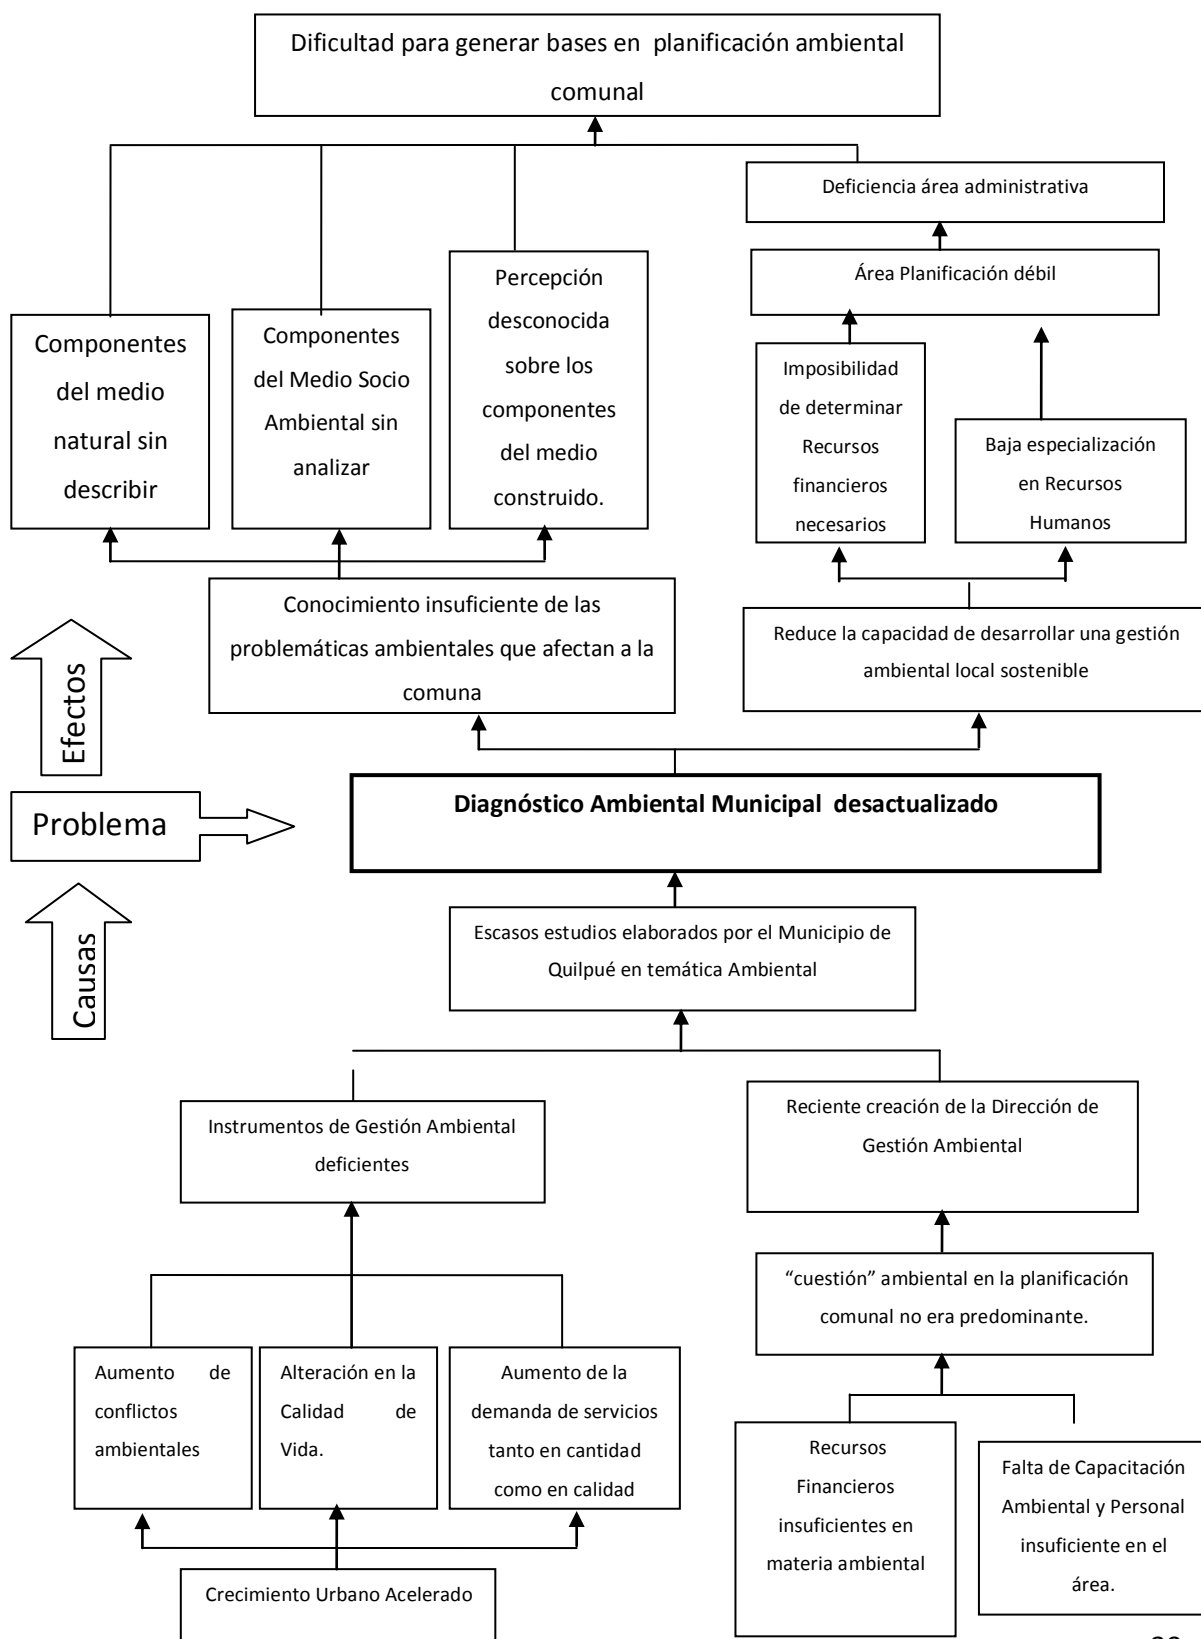 Dificultad para generar bases en planificación ambiental
comunal
Deficiencia área administrativa
Área Planificación débil
Componentes
del medio
natural sin
describir
Componentes
del Medio Socio
Ambiental sin
analizar
Percepción
desconocida
sobre los
componentes
del medio
construido.
Imposibilidad
de determinar
Recursos
financieros
necesarios
Baja especialización
en Recursos
Humanos
Conocimiento insuficiente de las
problemáticas ambientales que afectan a la
comuna
Reduce la capacidad de desarrollar una gestión
ambiental local sostenible
Efectos
Problema
Diagnóstico Ambiental Municipal desactualizado
Causas
Escasos estudios elaborados por el Municipio de
Quilpué en temática Ambiental
Instrumentos de Gestión Ambiental
deficientes
Reciente creación de la Dirección de
Gestión Ambiental
“cuestión” ambiental en la planificación
comunal no era predominante.
Aumento de
conflictos
ambientales
Alteración en la
Calidad de
Vida.
Aumento de la
demanda de servicios
tanto en cantidad
como en calidad
Recursos
Financieros
insuficientes en
materia ambiental
Falta de Capacitación
Ambiental y Personal
insuficiente en el
área.
Crecimiento Urbano Acelerado